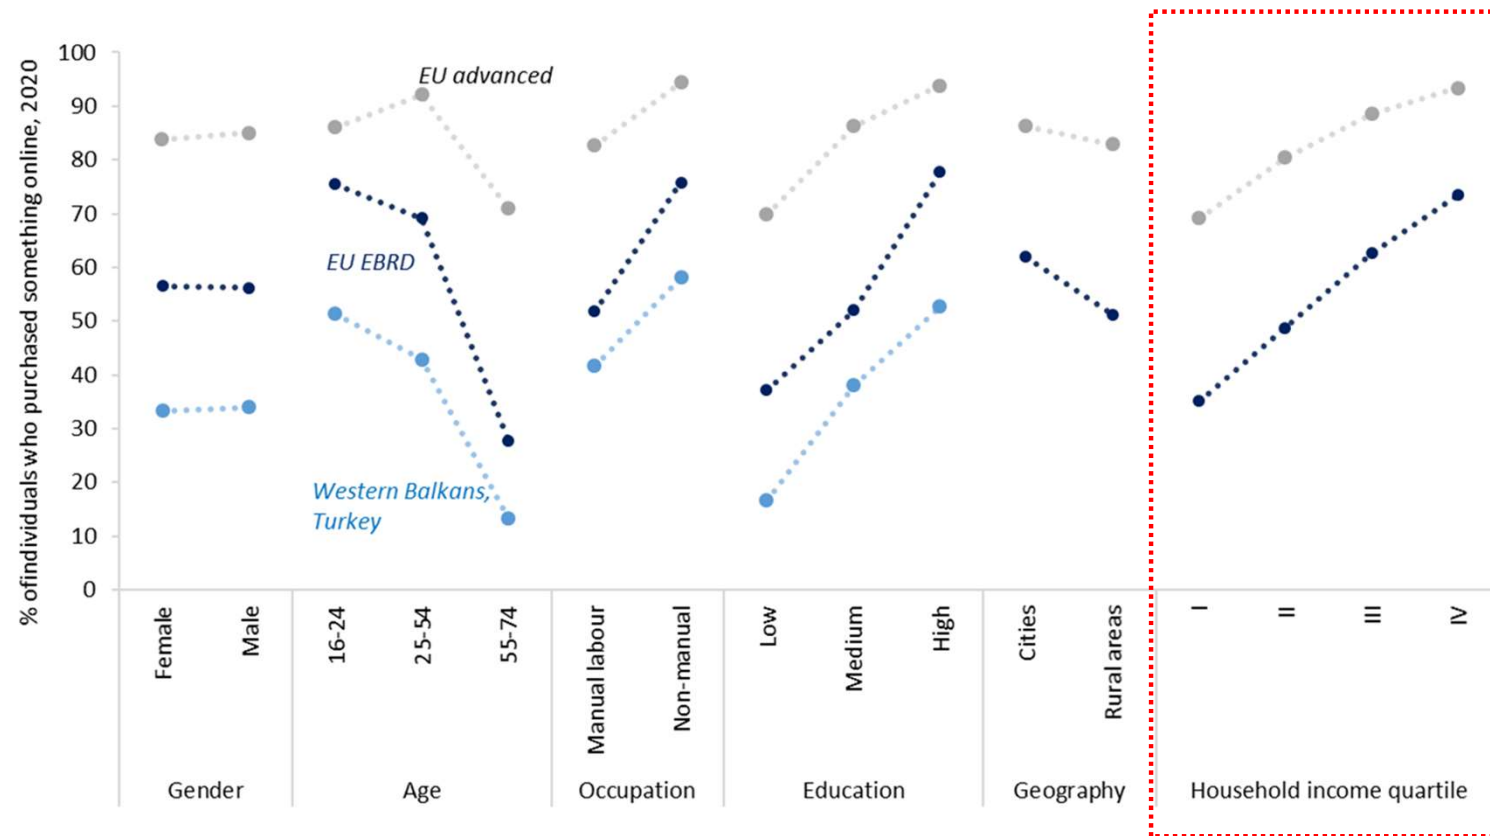 % ofindividuals who purchased something online, 2020
100
90
80
70
60
50
40
30
20
10
0
EU advanced
EU EBRD
Western Balkans,
Turkey
Female
Male
16-24
25-54
55-74
Manual labour
Non-manual
Low
Medium
High
Cities
Rural areas
I
II
III
IV
Gender
Age
Occupation
Education
Geography
Household income quartile